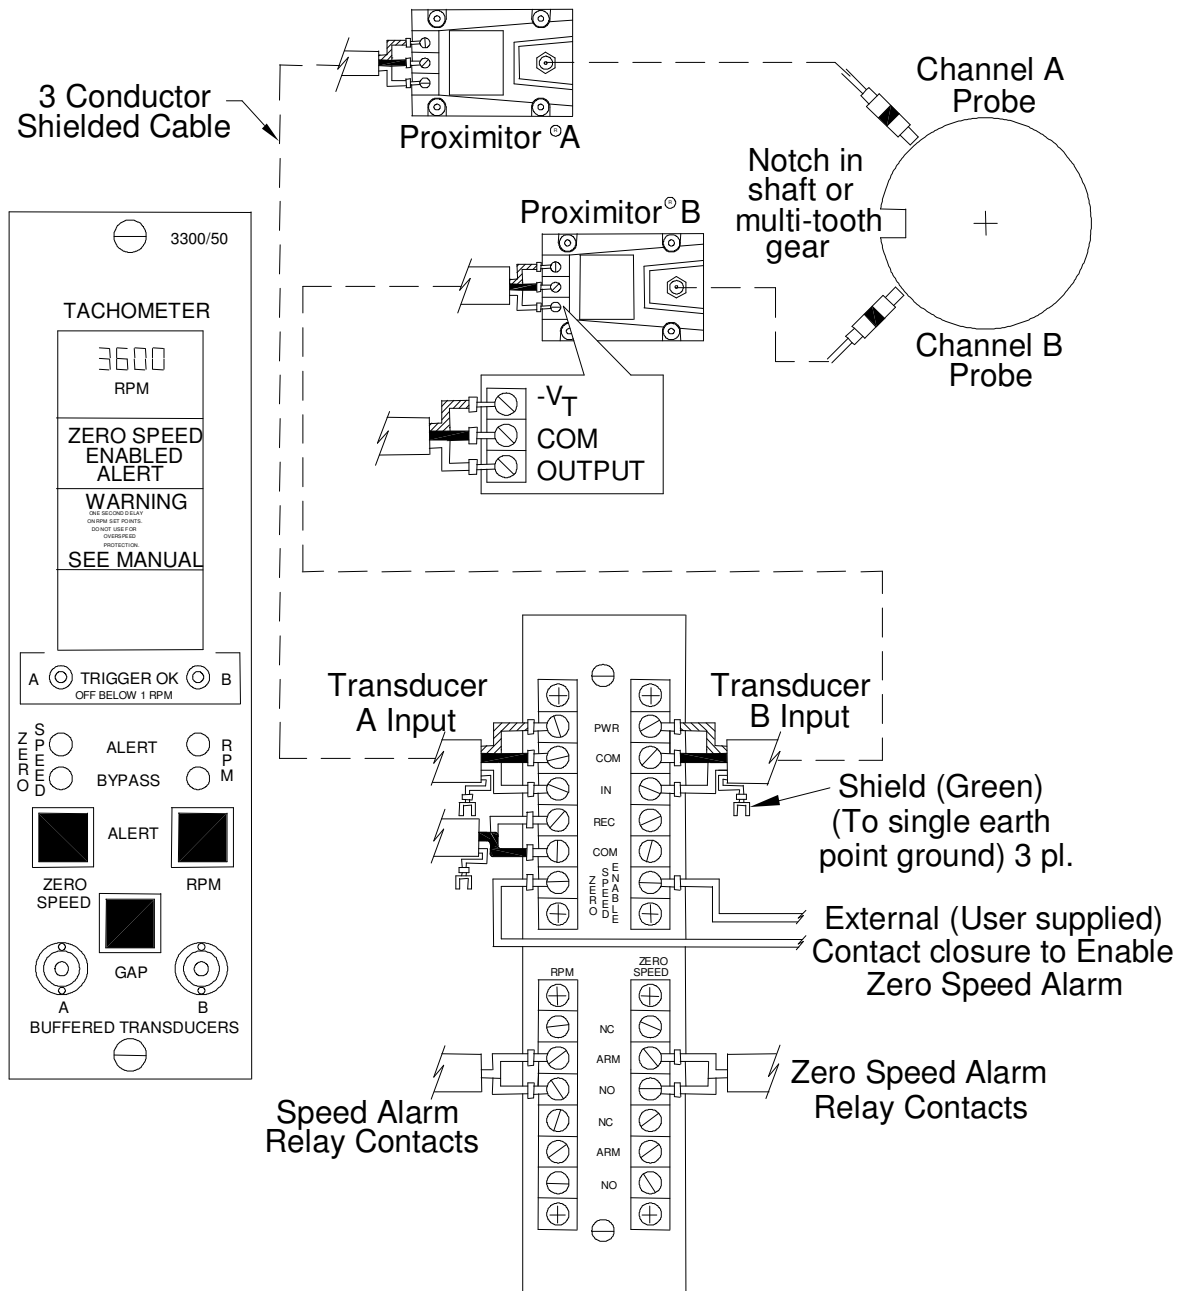 3 Conductor
Shielded Cable
Proximitor ® A
Channel A
Probe
Notch in
shaft or
multi-tooth
gear
Proximitor ® B
Channel B
Probe
-VT
COM
OUTPUT
3300/50
TACHOMETER
3600
RPM
ZERO SPEED
ENABLED
ALERT
WARNING
ONE SECOND DELAY
ON RPM SET POINTS.
DO NOT USE FOR
OVERSPEED
PROTECTION.
SEE MANUAL
A TRIGGER OK B
OFF BELOW 1 RPM
ZERO
SPEED
ALERT
BYPASS
RPM
ALERT
ZERO
SPEED
RPM
GAP
A
B
BUFFERED TRANSDUCERS
Transducer
A Input
Transducer
B Input
PWR
COM
IN
REC
COM
ZERO
SPEED
ENABLE
Shield (Green)
(To single earth
point ground) 3 pl.
External (User supplied)
Contact closure to Enable
Zero Speed Alarm
RPM
ZERO
SPEED
NC
ARM
NO
NC
ARM
NO
Speed Alarm
Relay Contacts
Zero Speed Alarm
Relay Contacts